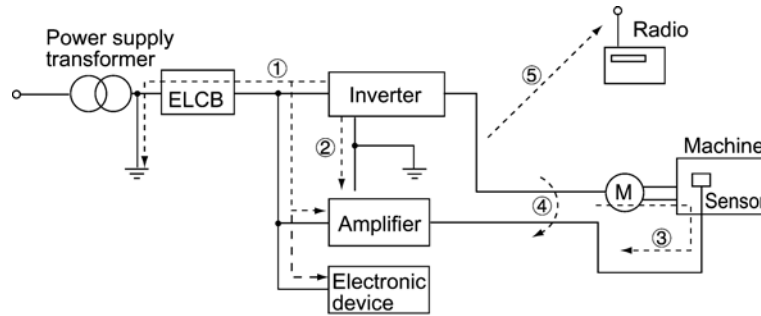 Power supply
transformer
ELCB
①
Inverter
②
⑤
Radio
Amplifier
④
M
Machine
Sensor
③
Electronic
device